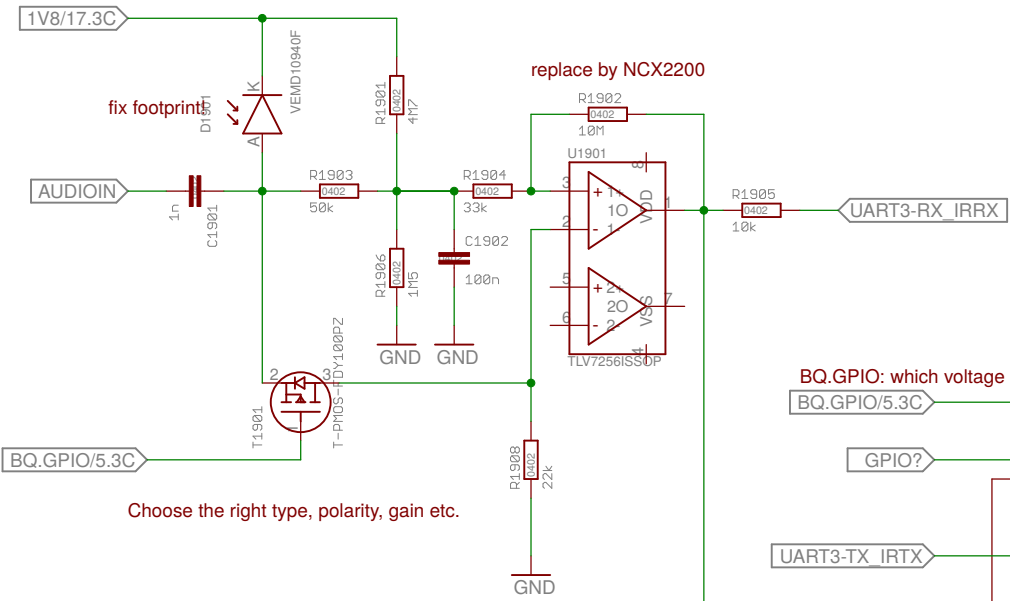 1V8/17.3C
K
VEMD10940F
fix footprint!
D1901
A
R1901
0402
4M7
replace by NCX2200
R1902
0402
10M
U1901
8
AUDIOIN
1n
C1901
R1903
0402
50k
R1904
0402
33k
3
+ 1+
1O
VDD
1
2
- 1-
R1905
0402
10k
UART3-RX_IRRX
R1906
0402
1M5
C1902
0402
100n
5
+ 2+
2O
VSS
7
6
- 2-
4
TLV7256ISSOP
GND
GND
2
3
T1901
1
T-PMOS-FDY100PZ
BQ.GPIO: which voltage
BQ.GPIO/5.3C
BQ.GPIO/5.3C
GPIO?
R1908
0402
22k
Choose the right type, polarity, gain etc.
UART3-TX_IRTX
GND